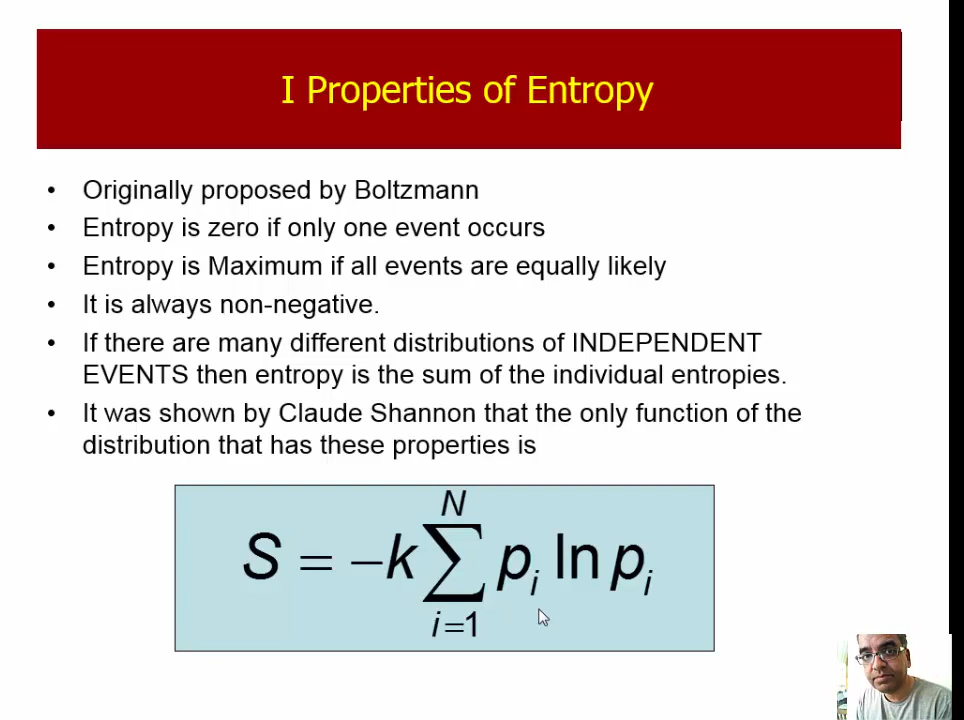 I Properties of Entropy
• Originally proposed by Boltzmann
• Entropy is zero if only one event occurs
• Entropy is Maximum if all events are equally likely
• It is always non-negative.
• If there are many different distributions of INDEPENDENT
EVENTS then entropy is the sum of the individual entropies.
• It was shown by Claude Shannon that the only function of the
distribution that has these properties is
S = −k ∑_{i=1}^{N} p_i ln p_i